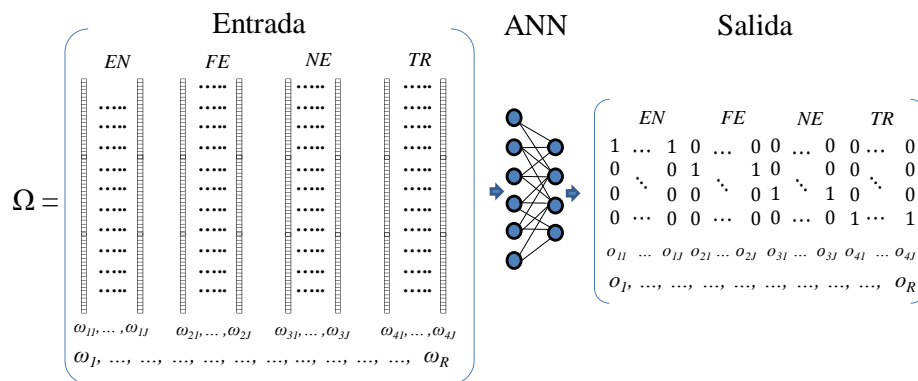 Entrada ANN Salida
EN FE NE TR
EN FE NE TR
1 ... 1 0 ... 0 0 ... 0 0 ... 0
0 ⋱ 0 1 ⋱ 1 0 ⋱ 0 0 ⋱ 0
0 0 0 0 1 1 0 0
0 ... 0 0 ... 0 0 ... 0 1 ... 1
Ω =
o11 ... o1J o21 ... o2J o31 ... o3J o41 ... o4J
o1, ..., ..., ..., ..., ..., ..., ..., oR
ω11, ... , ω1J ω21, ... , ω2J ω31, ... , ω3J ω41, ... , ω4J
ω1, ..., ..., ..., ..., ..., ..., ..., ..., ωR